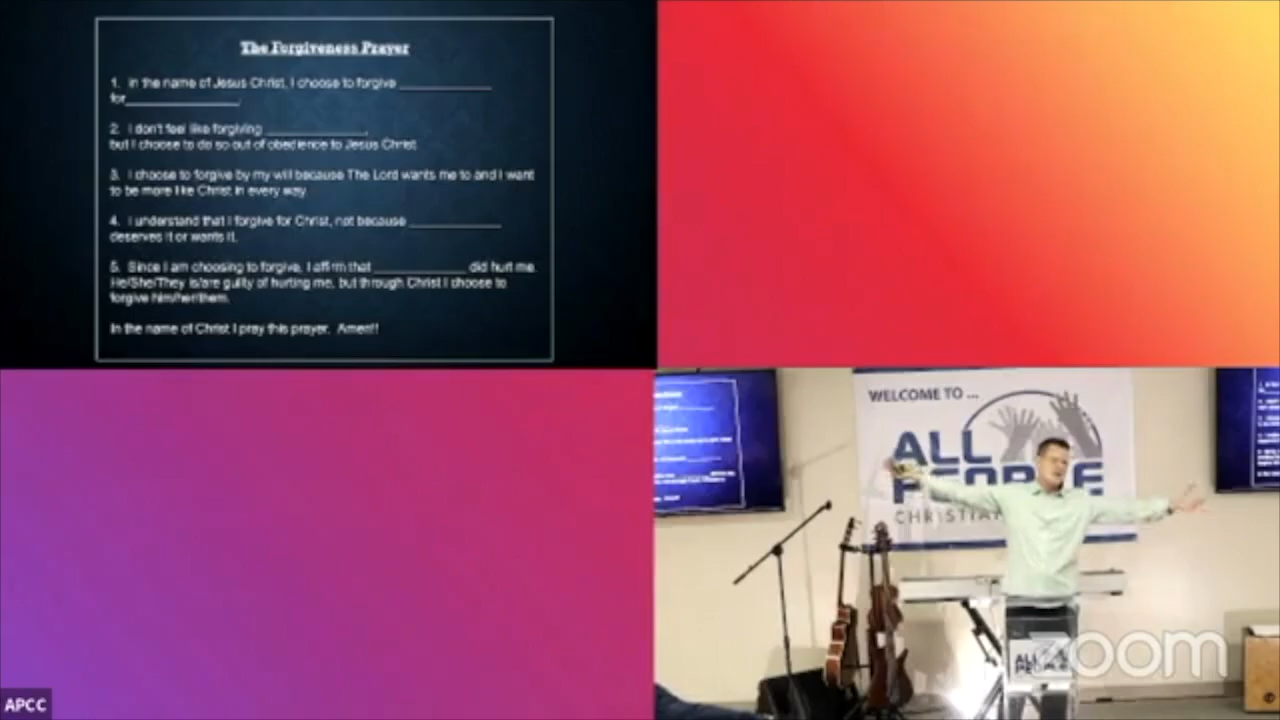 The Forgiveness Prayer
1. In the name of Jesus Christ, I choose to forgive ____________
for_______________.
2. I don't feel like forgiving _____________,
but I choose to do so out of obedience to Jesus Christ
3. I choose to forgive by my will because The Lord wants me to and I want
to be more like Christ in every way.
4. I understand that I forgive for Christ, not because ____________
deserves it or wants it.
5. Since I am choosing to forgive, I affirm that ____________ did hurt me.
He/She/They is/are guilty of hurting me, but through Christ I choose to
forgive him/her/them.
In the name of Christ I pray this prayer. Amen!!
WELCOME TO ...
ALL
PEOPLE
CHRISTIAN
ALL
PEOPLE
zoom
APCC